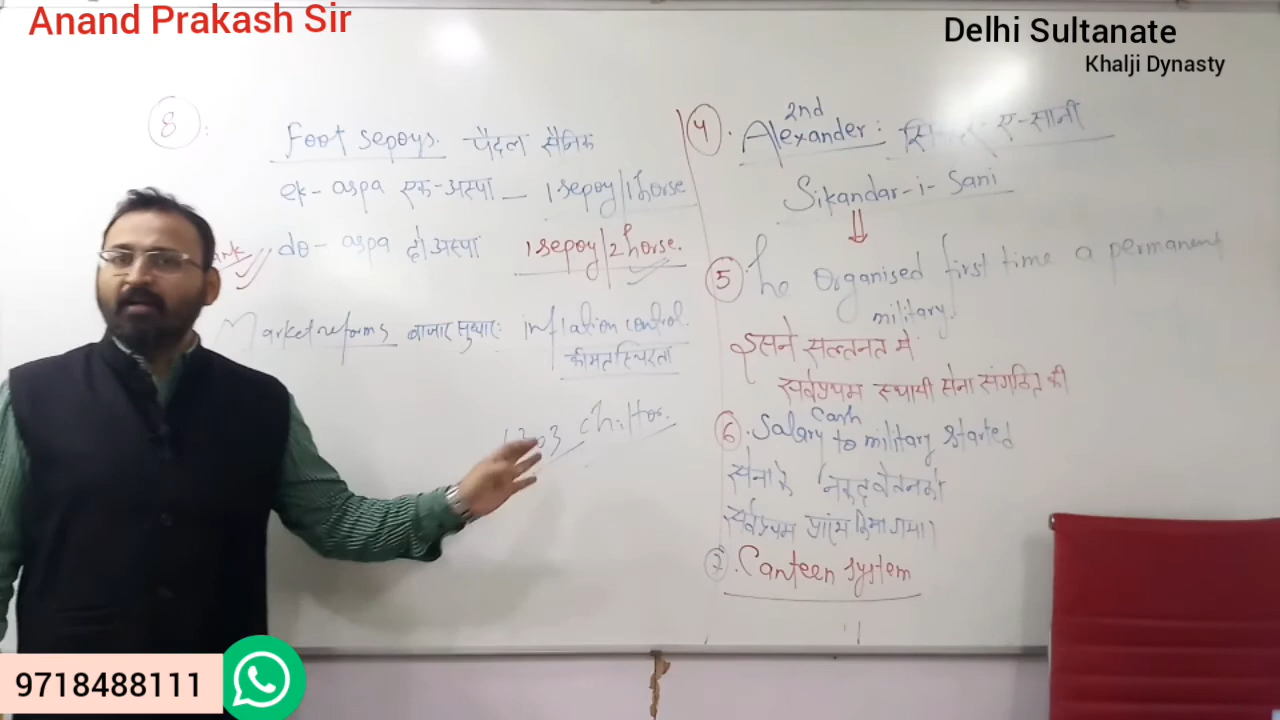 Anand Prakash Sir
Delhi Sultanate
Khalji Dynasty
8
Foot sepoys. पैदल सैनिक
ek-aspa एक-अस्पा – 1 sepoy/1 horse
do-aspa दो अस्पा 1 sepoy/2 horse.
Market reforms बाजार सुधार: inflation control.
कीमत स्थिरता
1303 chittor.
4. 2nd
Alexander: ए-सानी
Sikandar-i-Sani
5 he Organised first time a permanent
military.
इसने सल्तनत मे
सर्वप्रथम स्थायी सेना संगठित की
6. Salary cash to military started
सेना के नकद वेतन को
सर्वप्रथम प्रारंभ किया गया।
7. Canteen system
9718488111